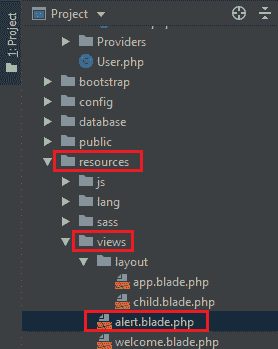 1: Project
Project
Providers
User.php
bootstrap
config
database
public
resources
js
lang
sass
views
layout
app.blade.php
child.blade.php
alert.blade.php
welcome.blade.php